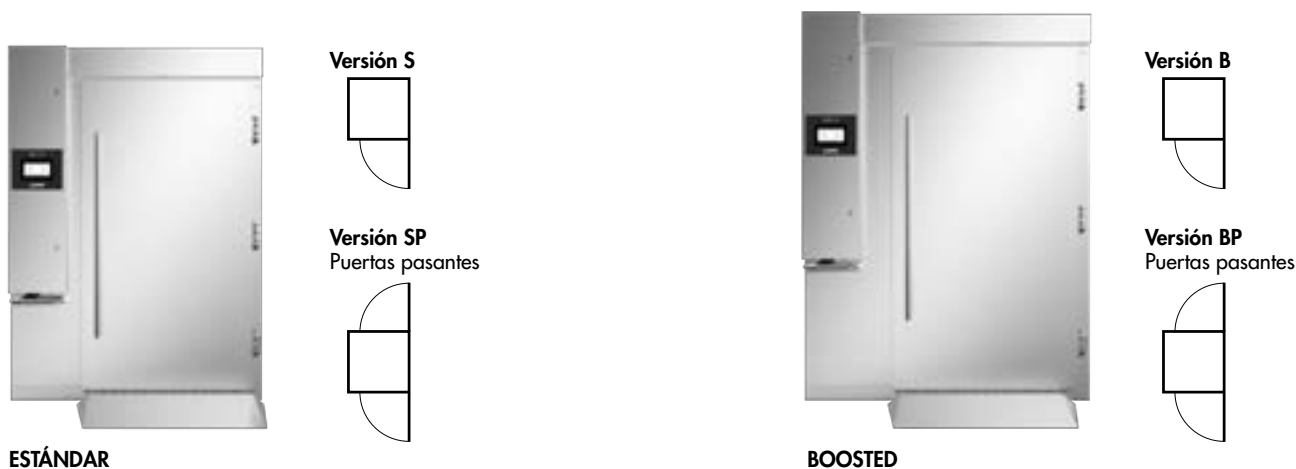 Versión S
Versión SP
Puertas pasantes
ESTÁNDAR
Versión B
Versión BP
Puertas pasantes
BOOSTED